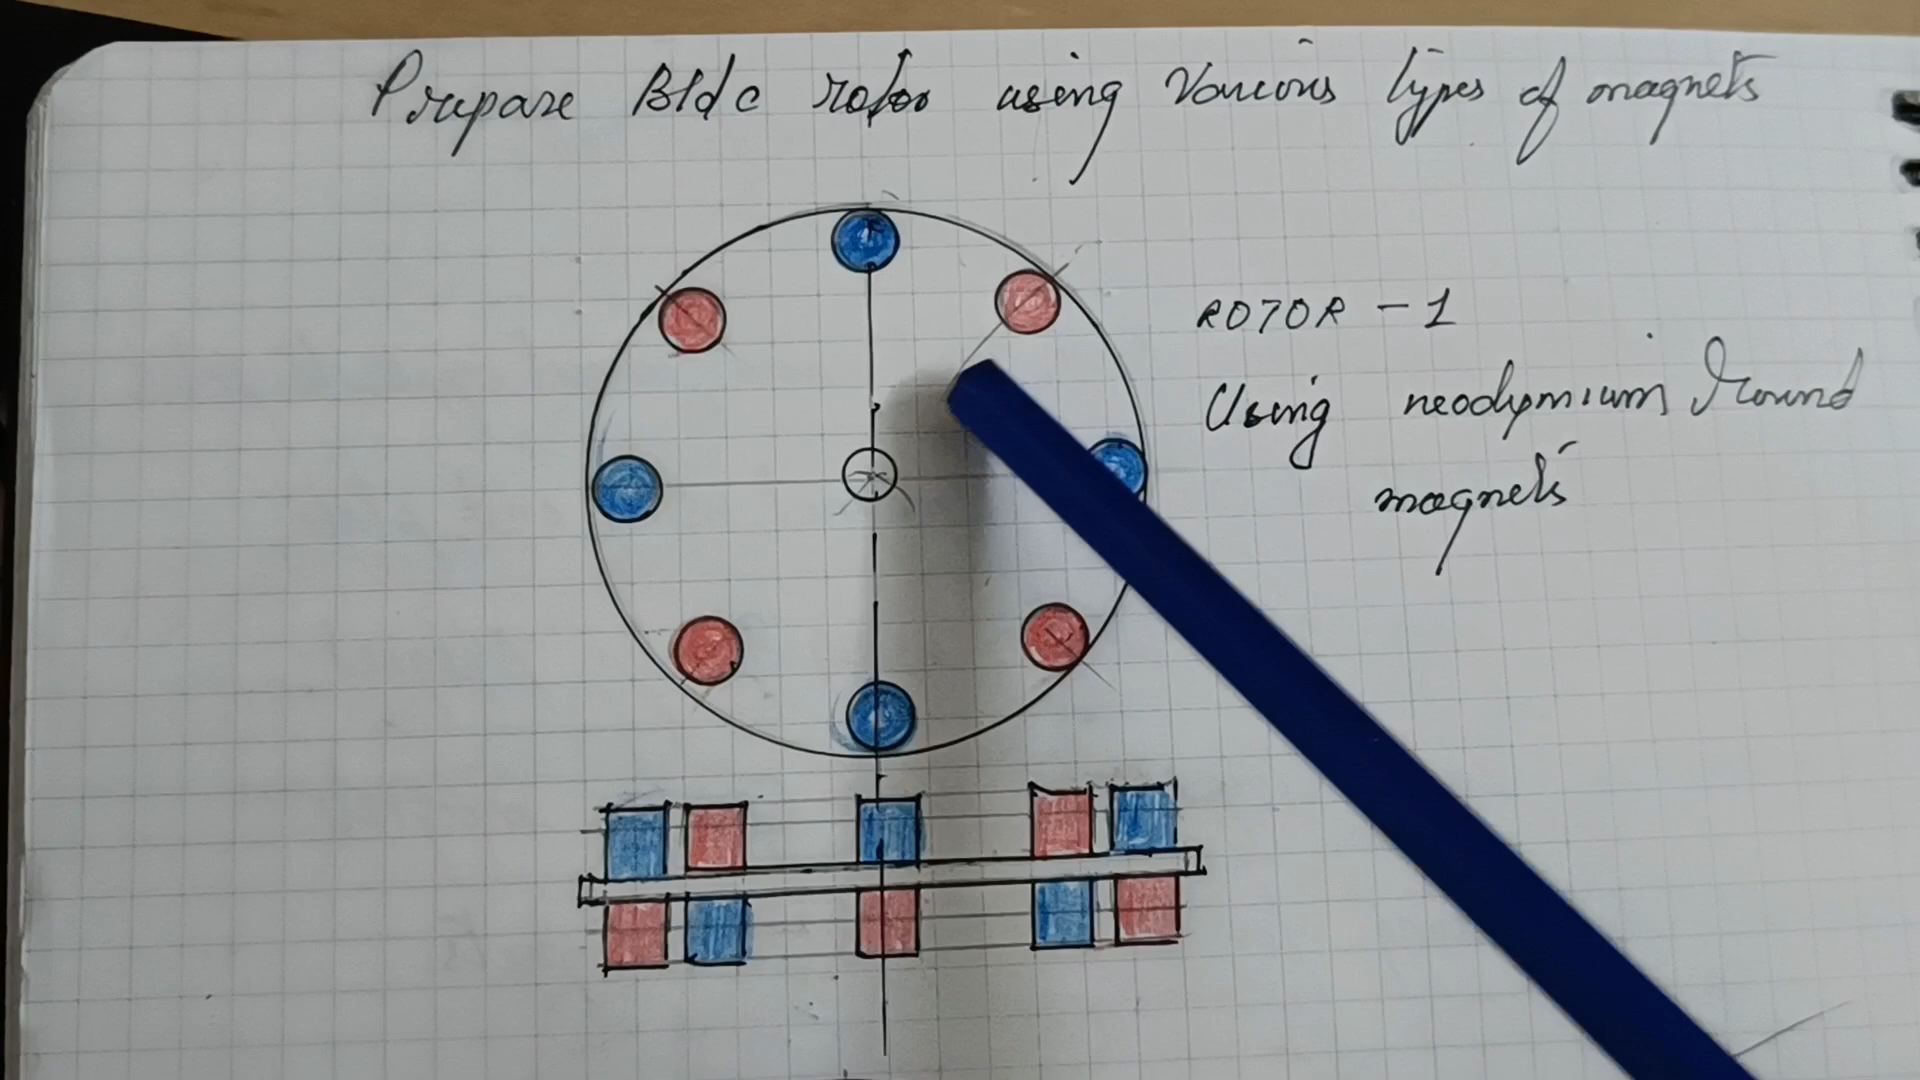 Prepare Bldc rotor using Various types of magnets
ROTOR - 1
Using neodymium round
magnets